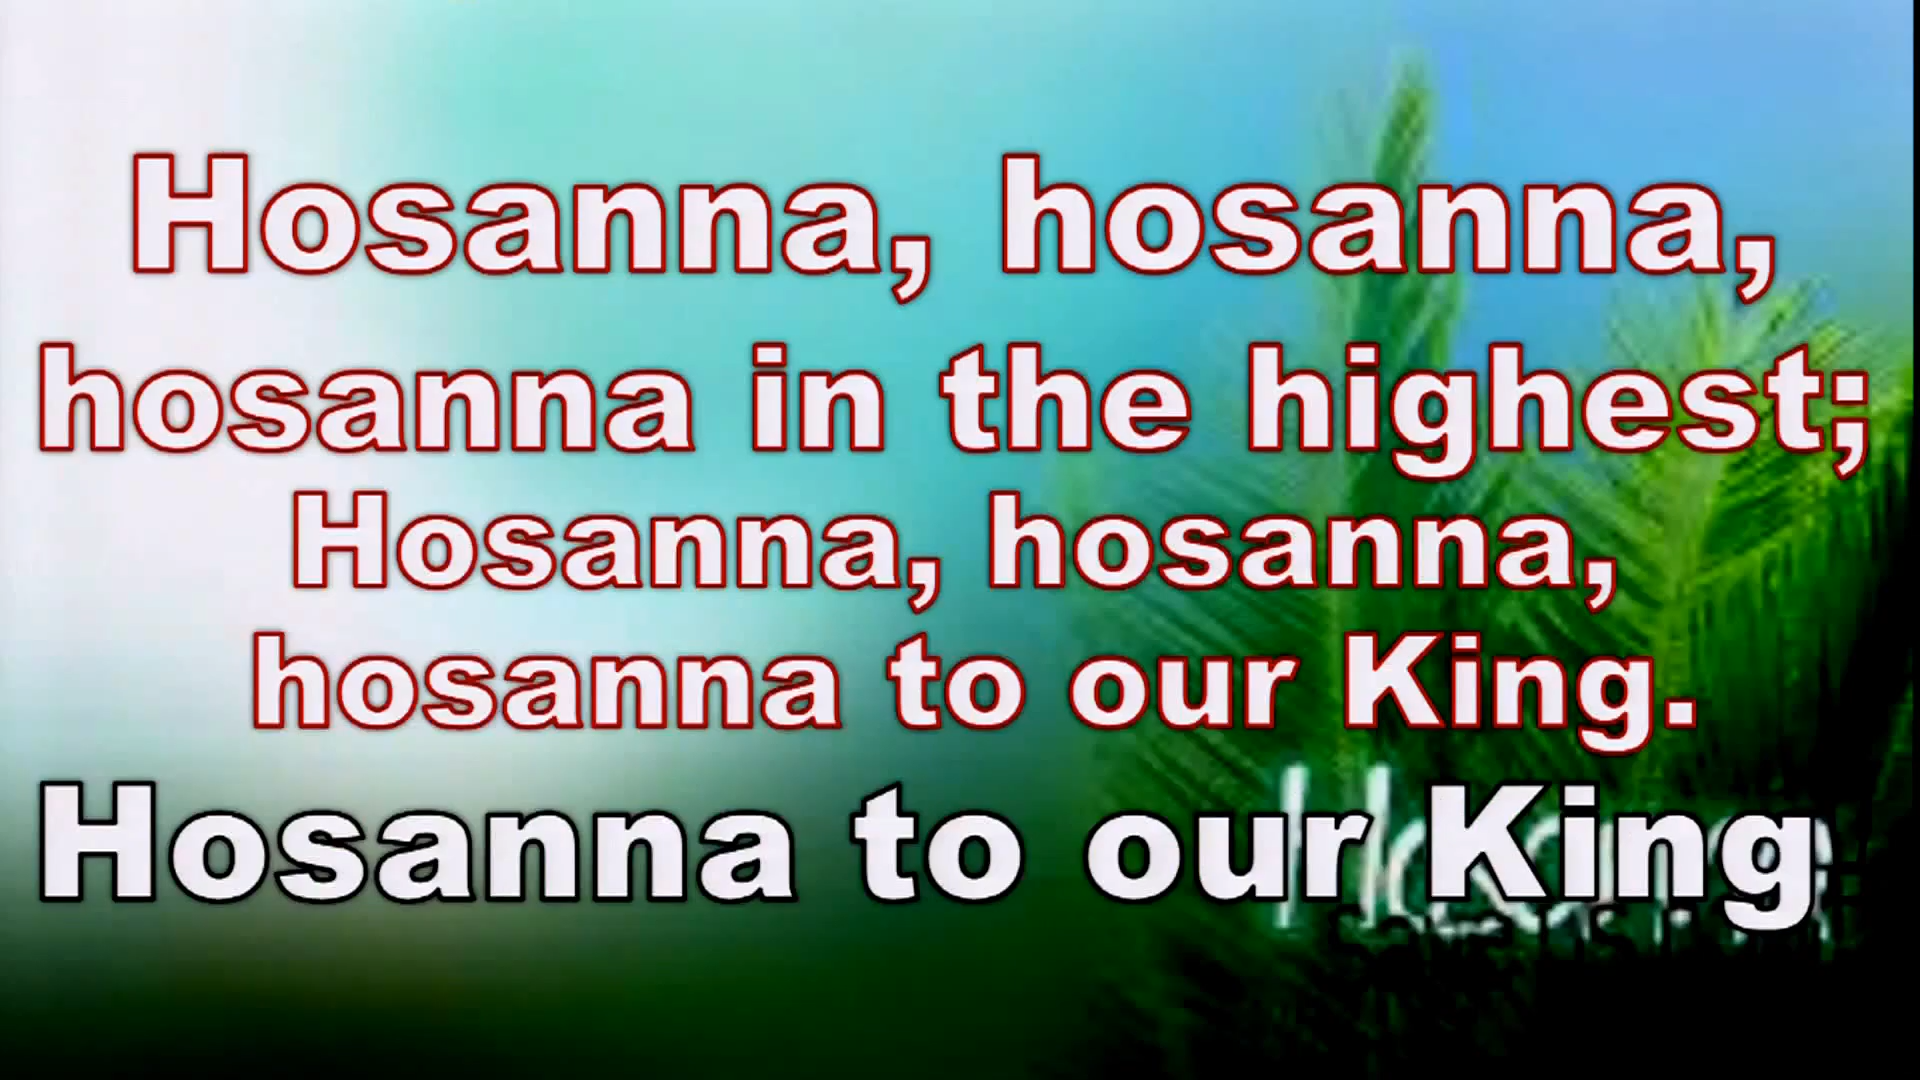 Hosanna, hosanna,
hosanna in the highest;
Hosanna, hosanna,
hosanna to our King.
Hosanna to our King